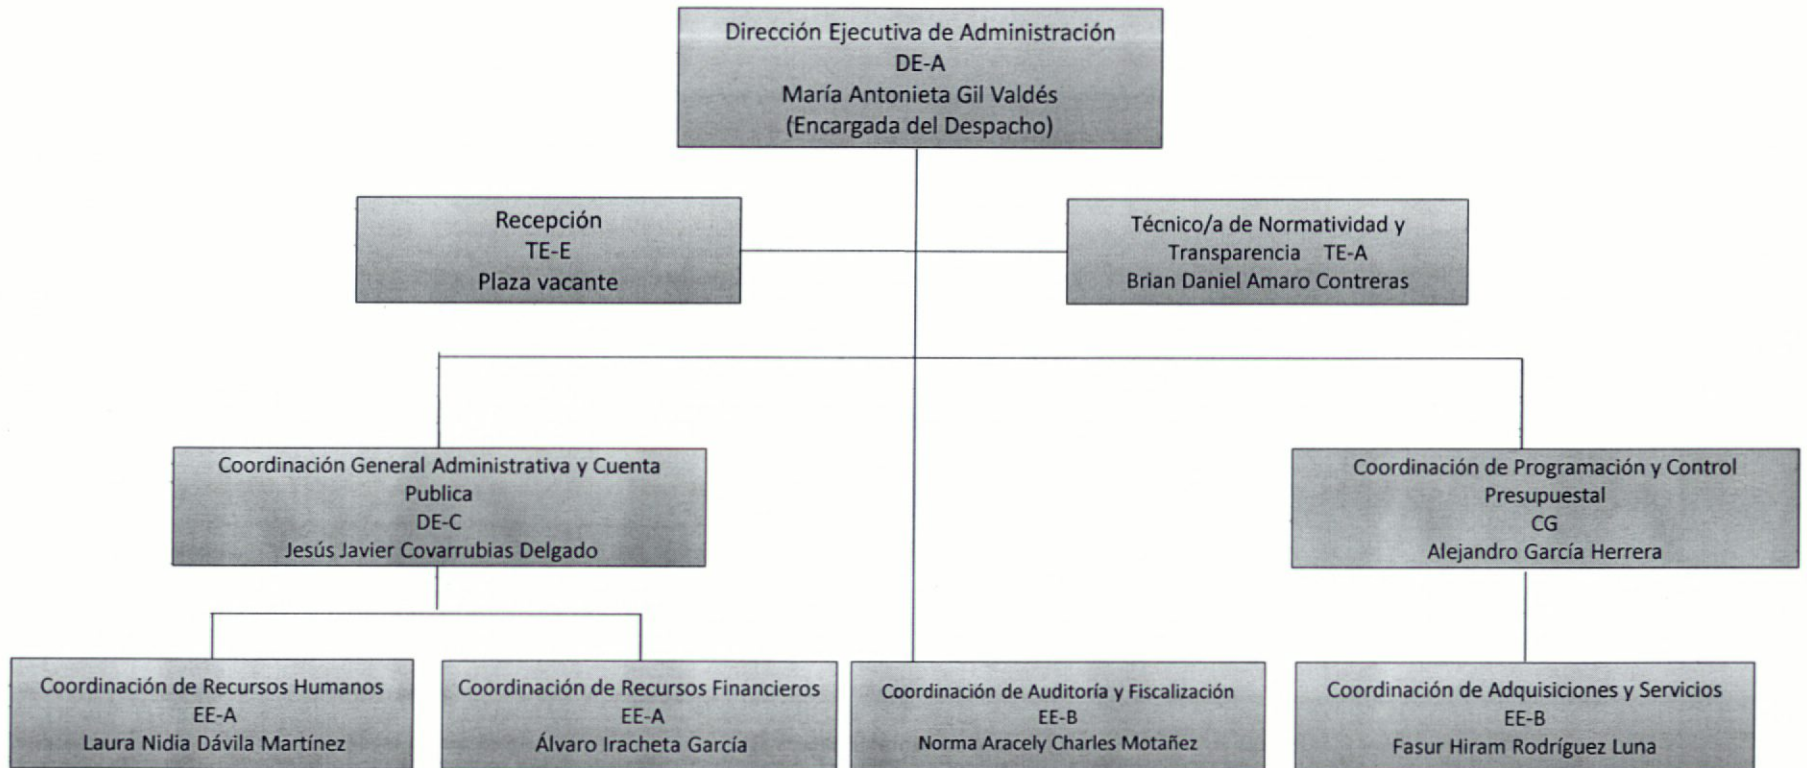 Dirección Ejecutiva de Administración
DE-A
María Antonieta Gil Valdés
(Encargada del Despacho)
Recepción
TE-E
Plaza vacante
Técnico/a de Normatividad y
Transparencia TE-A
Brian Daniel Amaro Contreras
Coordinación General Administrativa y Cuenta
Publica
DE-C
Jesús Javier Covarrubias Delgado
Coordinación de Programación y Control
Presupuestal
CG
Alejandro García Herrera
Coordinación de Recursos Humanos
EE-A
Laura Nidia Dávila Martínez
Coordinación de Recursos Financieros
EE-A
Álvaro Iracheta García
Coordinación de Auditoría y Fiscalización
EE-B
Norma Aracely Charles Motañez
Coordinación de Adquisiciones y Servicios
EE-B
Fasur Hiram Rodríguez Luna